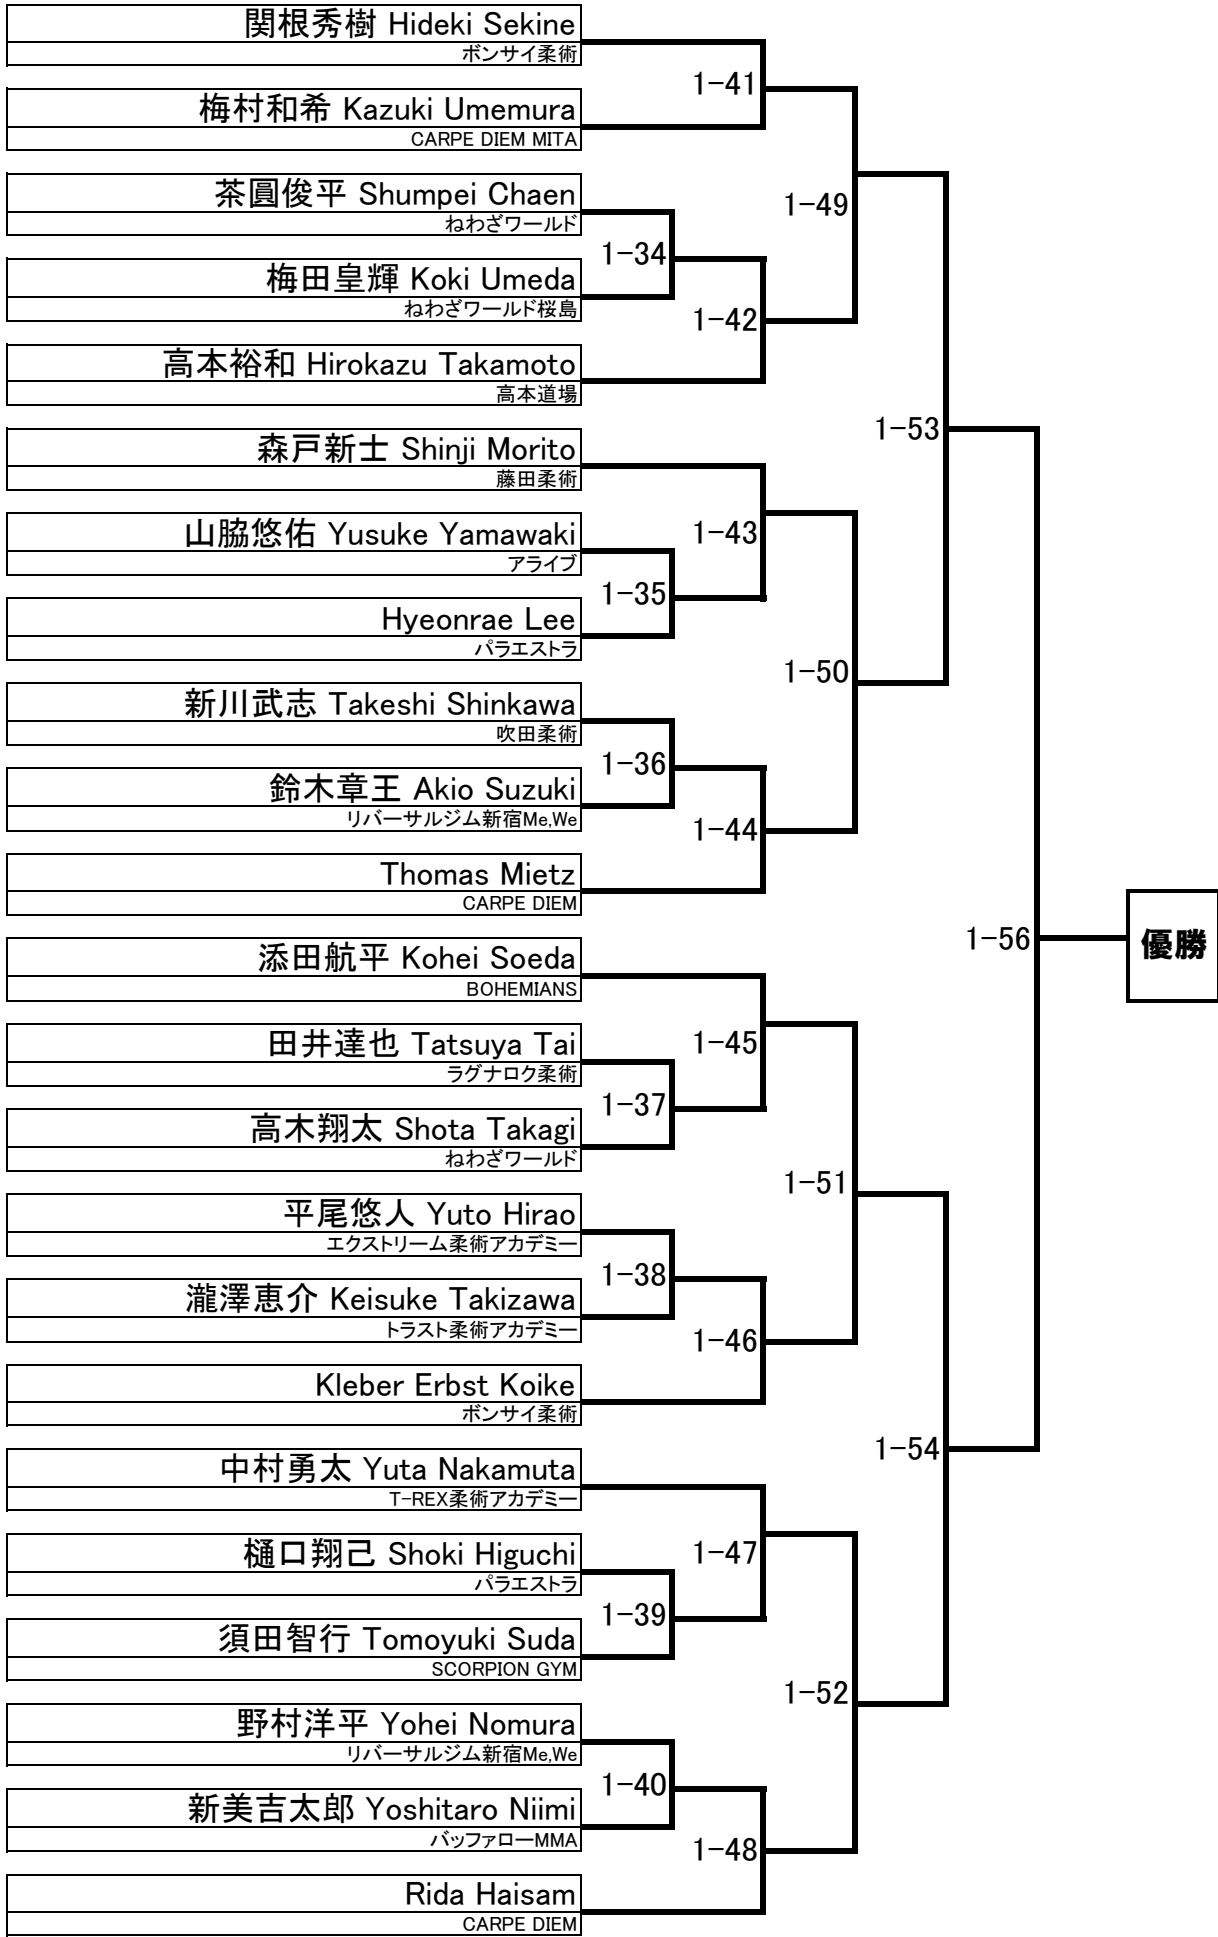 関根秀樹 Hideki Sekine
ボンサイ柔術
1-41
梅村和希 Kazuki Umemura
CARPE DIEM MITA
茶圓俊平 Shumpei Chaen
ねわざワールド
1-49
1-34
梅田皇輝 Koki Umeda
ねわざワールド桜島
1-42
高本裕和 Hirokazu Takamoto
高本道場
1-53
森戸新士 Shinji Morito
藤田柔術
山脇悠佑 Yusuke Yamawaki
アライブ
1-43
1-35
Hyeonrae Lee
パラエストラ
1-50
新川武志 Takeshi Shinkawa
吹田柔術
1-36
鈴木章王 Akio Suzuki
リバーサルジム新宿Me,We
1-44
Thomas Mietz
CARPE DIEM
1-56
優勝
添田航平 Kohei Soeda
BOHEMIANS
田井達也 Tatsuya Tai
ラグナロク柔術
1-45
1-37
高木翔太 Shota Takagi
ねわざワールド
1-51
平尾悠人 Yuto Hirao
エクストリーム柔術アカデミー
1-38
瀧澤恵介 Keisuke Takizawa
トラスト柔術アカデミー
1-46
Kleber Erbst Koike
ボンサイ柔術
1-54
中村勇太 Yuta Nakamuta
T-REX柔術アカデミー
樋口翔己 Shoki Higuchi
パラエストラ
1-47
1-39
須田智行 Tomoyuki Suda
SCORPION GYM
1-52
野村洋平 Yohei Nomura
リバーサルジム新宿Me,We
1-40
新美吉太郎 Yoshitaro Niimi
バッファローMMA
1-48
Rida Haisam
CARPE DIEM